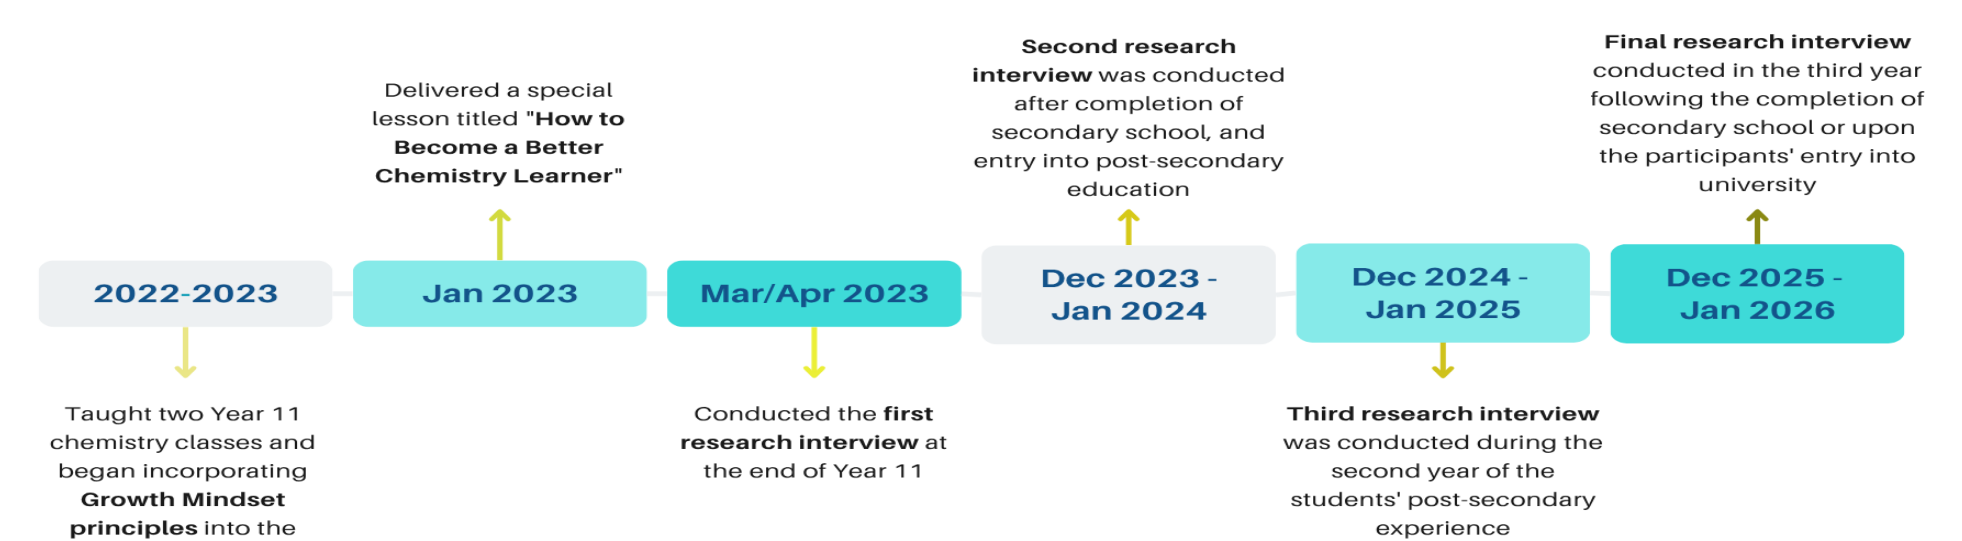 2022-2023
Taught two Year 11
chemistry classes and
began incorporating
Growth Mindset
principles into the
Delivered a special
lesson titled "How to
Become a Better
Chemistry Learner"
Jan 2023
Mar/Apr 2023
Conducted the first
research interview at
the end of Year 11
Second research
interview was conducted
after completion of
secondary school, and
entry into post-secondary
education
Dec 2023 -
Jan 2024
Dec 2024 -
Jan 2025
Third research interview
was conducted during the
second year of the
students' post-secondary
experience
Final research interview
conducted in the third year
following the completion of
secondary school or upon
the participants' entry into
university
Dec 2025 -
Jan 2026